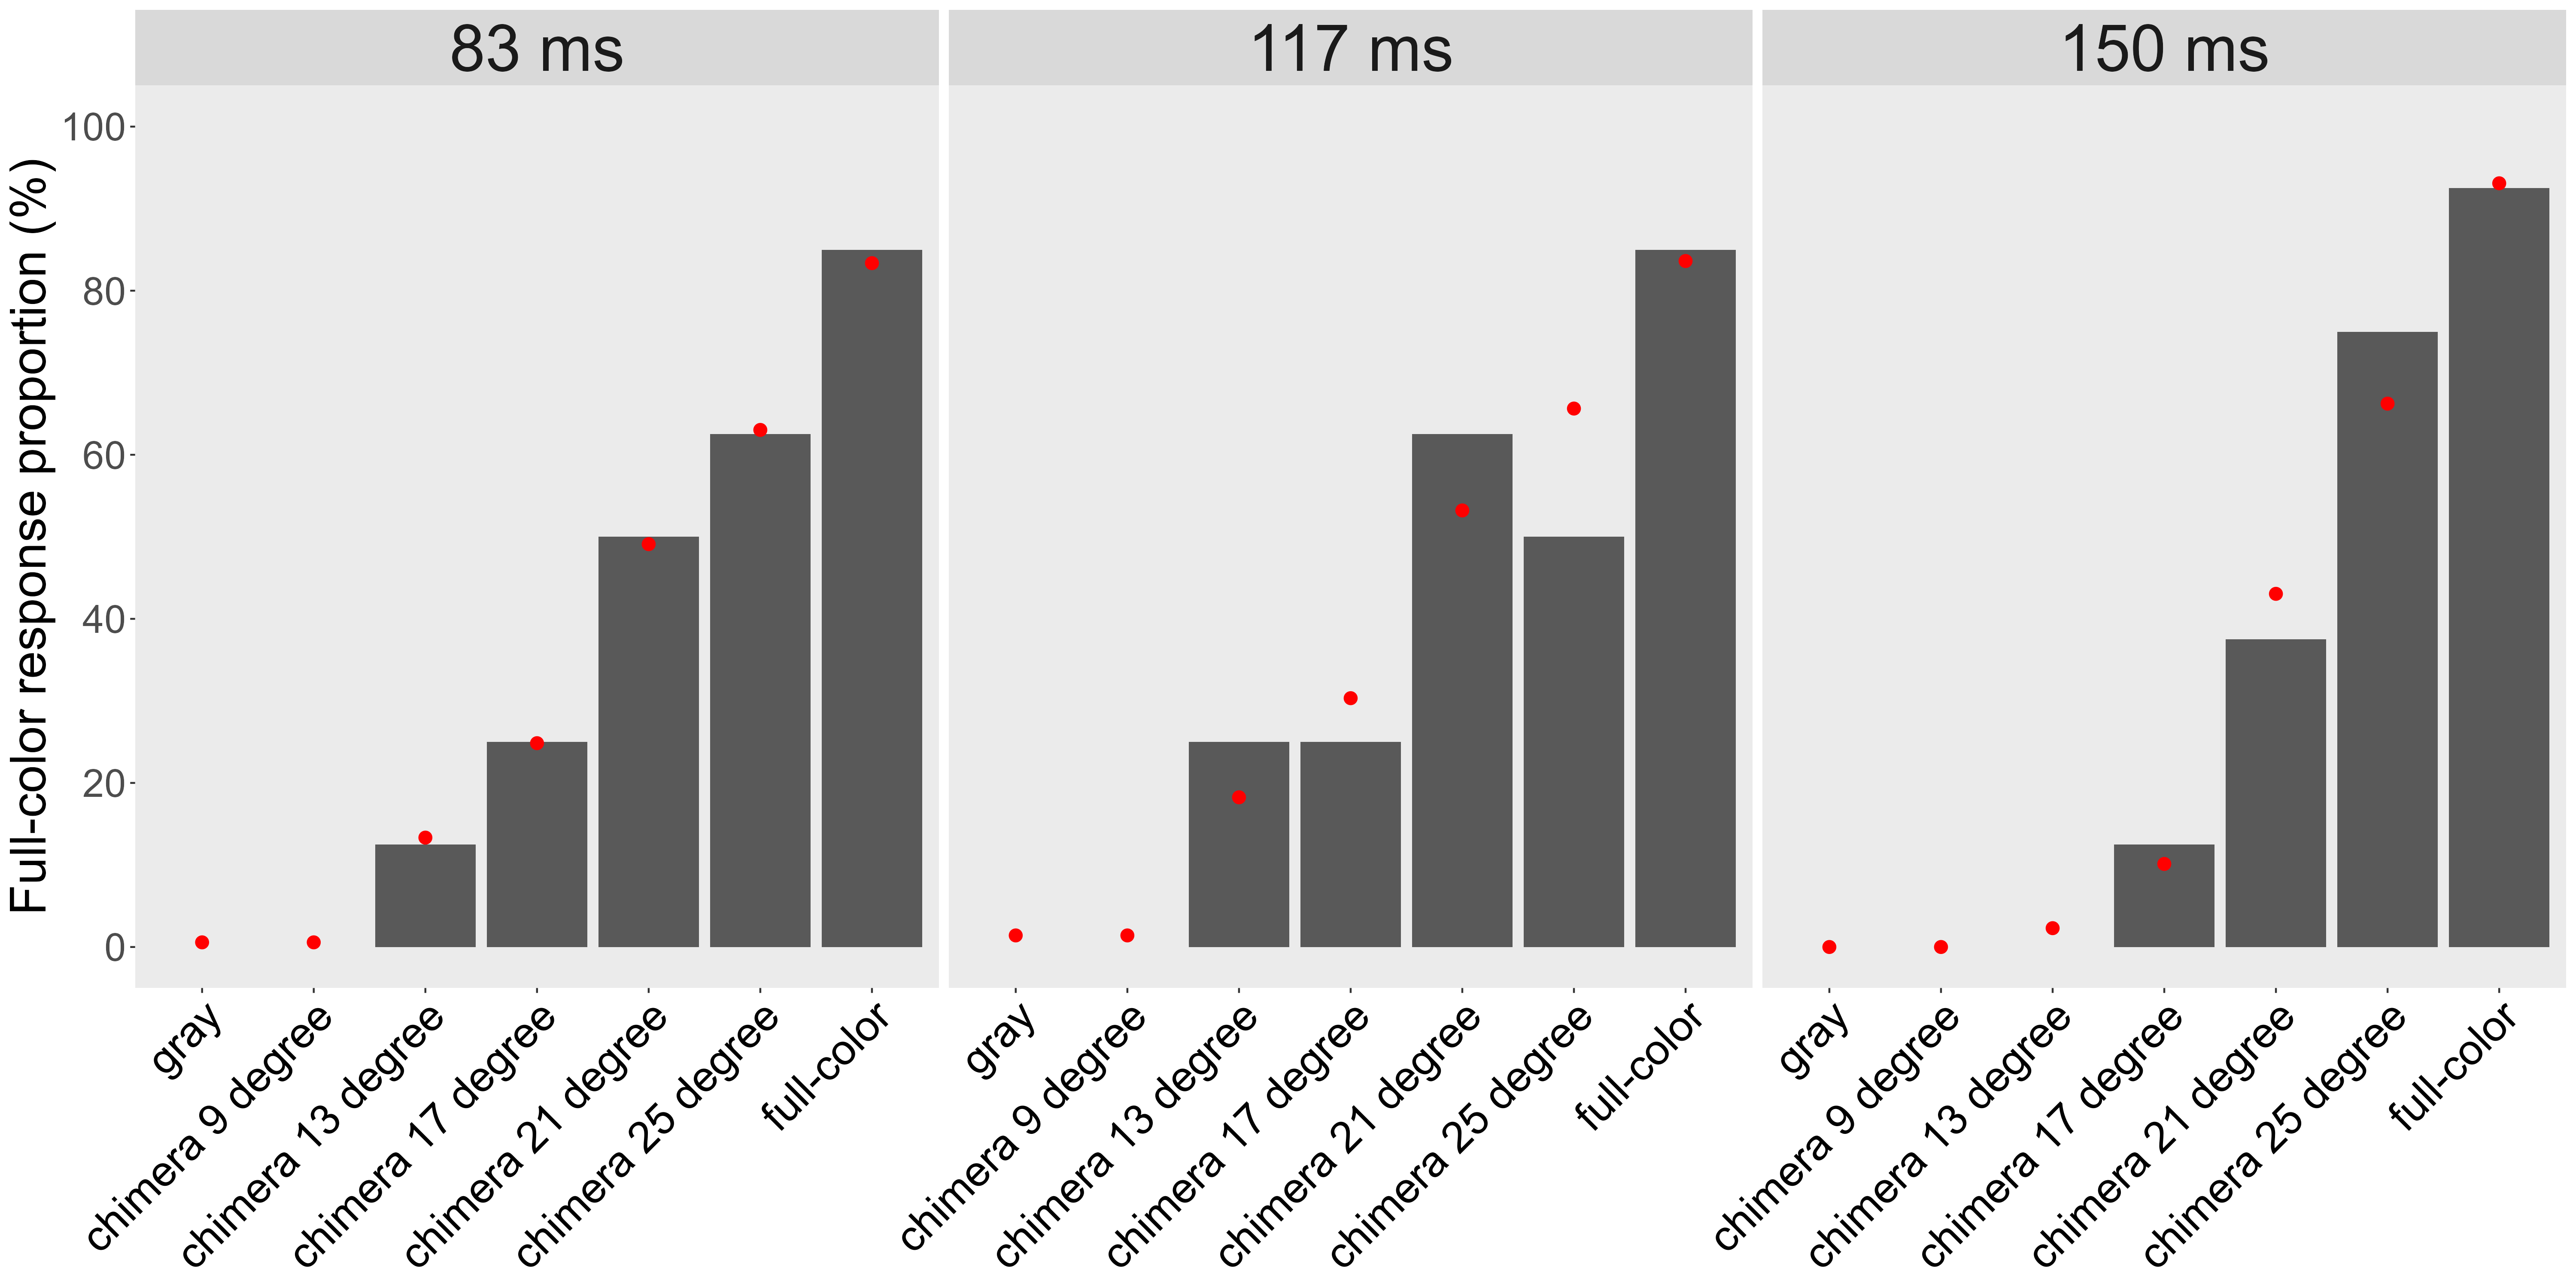 83 ms
117 ms
150 ms
Full-color response proportion (%)
100
80
60
40
20
0
gray
chimera 9 degree
chimera 13 degree
chimera 17 degree
chimera 21 degree
chimera 25 degree
full-color
gray
chimera 9 degree
chimera 13 degree
chimera 17 degree
chimera 21 degree
chimera 25 degree
full-color
gray
chimera 9 degree
chimera 13 degree
chimera 17 degree
chimera 21 degree
chimera 25 degree
full-color